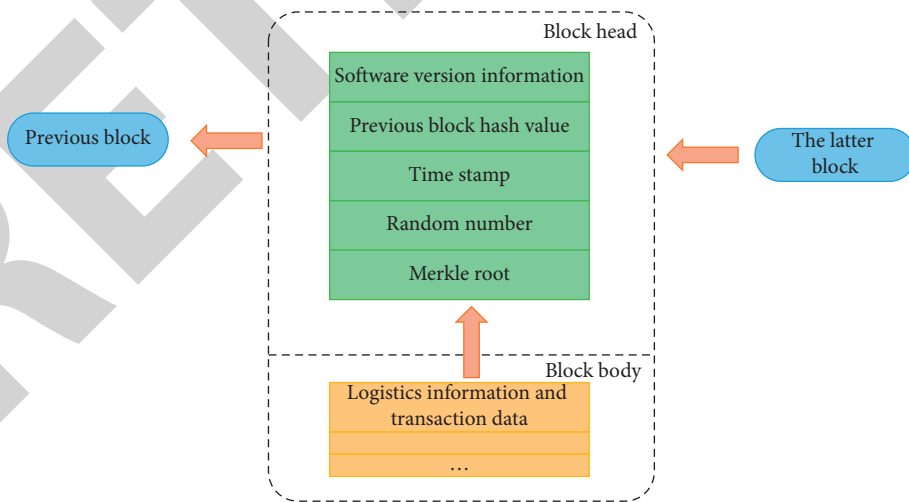 Block head
Software version information
Previous block hash value
Time stamp
Random number
Merkle root
Previous block
The latter
block
Block body
Logistics information and
transaction data
...